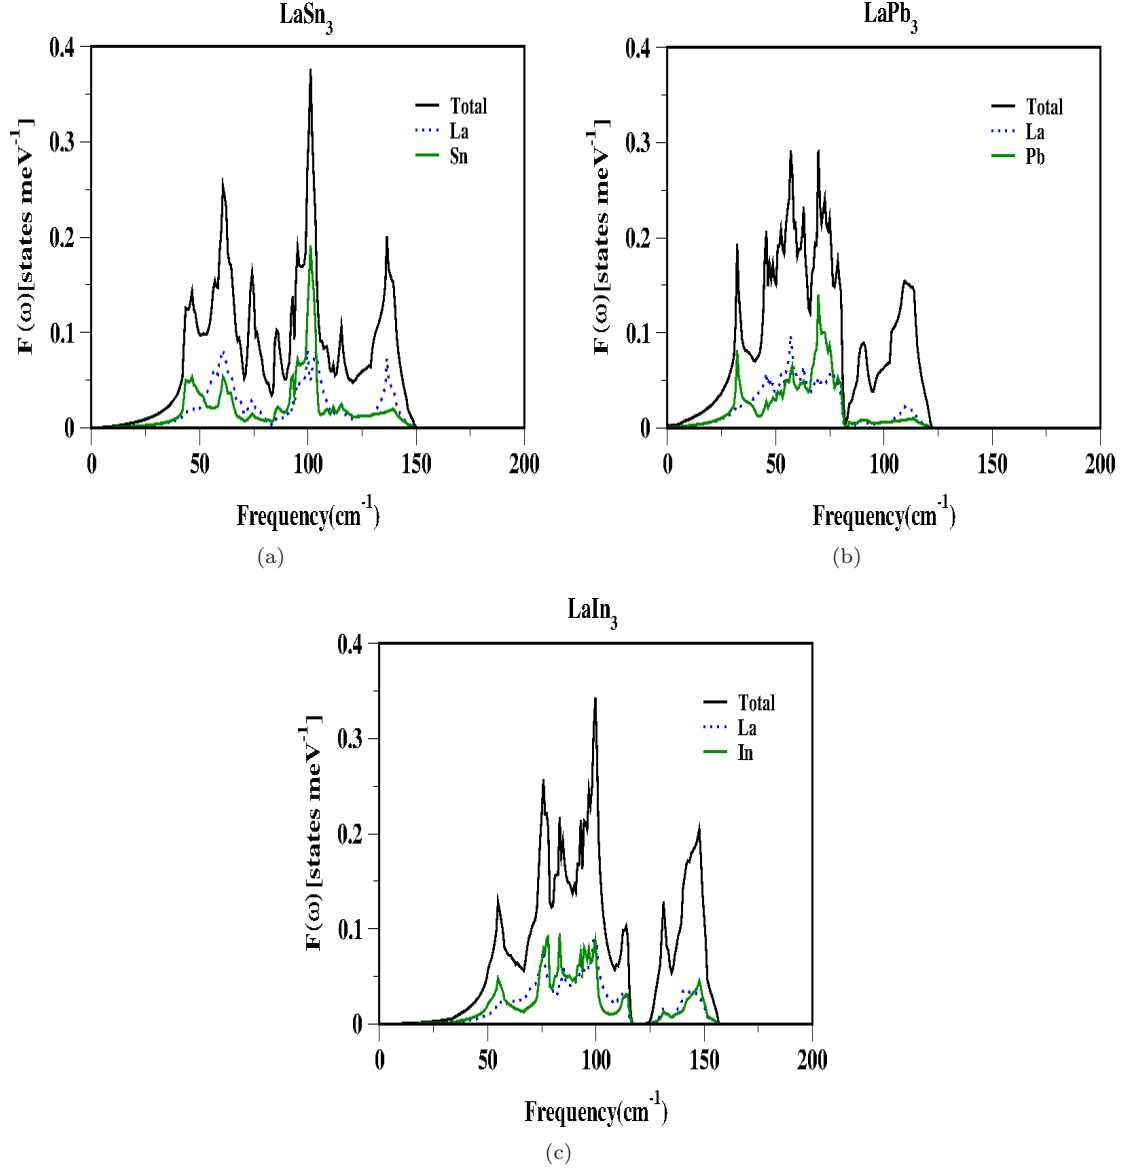 LaSn3
F(ω)[states meV-1]
0.4
0.3
0.2
0.1
0
Total
La
Sn
0 50 100 150 200
Frequency(cm-1)
(a)
LaPb3
F(ω)[states meV-1]
0.4
0.3
0.2
0.1
0
Total
La
Pb
0 50 100 150 200
Frequency(cm-1)
(b)
LaIn3
F(ω)[states meV-1]
0.4
0.3
0.2
0.1
0
Total
La
In
0 50 100 150 200
Frequency(cm-1)
(c)